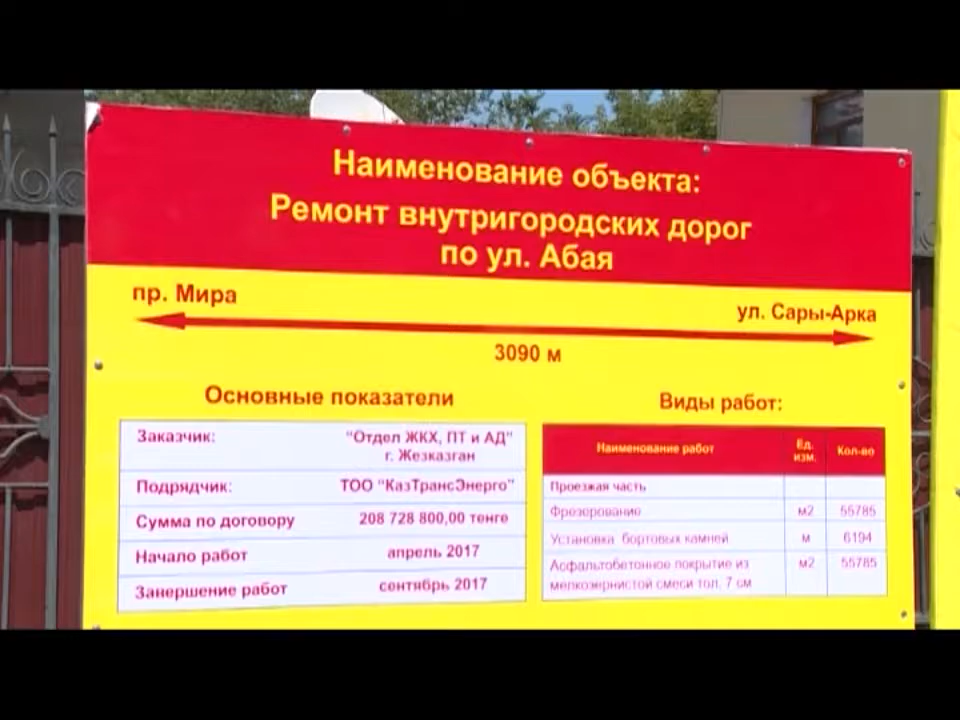 Наименование объекта:
Ремонт внутригородских дорог
по ул. Абая
пр. Мира
ул. Сары-Арка
3090 м
Основные показатели
Заказчик: "Отдел ЖКХ, ПТ и АД"
г. Жезказган
Подрядчик: ТОО "КазТрансЭнерго"
Сумма по договору 208 728 800,00 тенге
Начало работ апрель 2017
Завершение работ сентябрь 2017
Виды работ:
Наименование работ Ед. изм. Кол-во
Проезжая часть
Фрезерование м2 55785
Установка бортовых камней м 6194
Асфальтобетонное покрытие из м2 55785
мелкозернистой смеси тол. 7 см